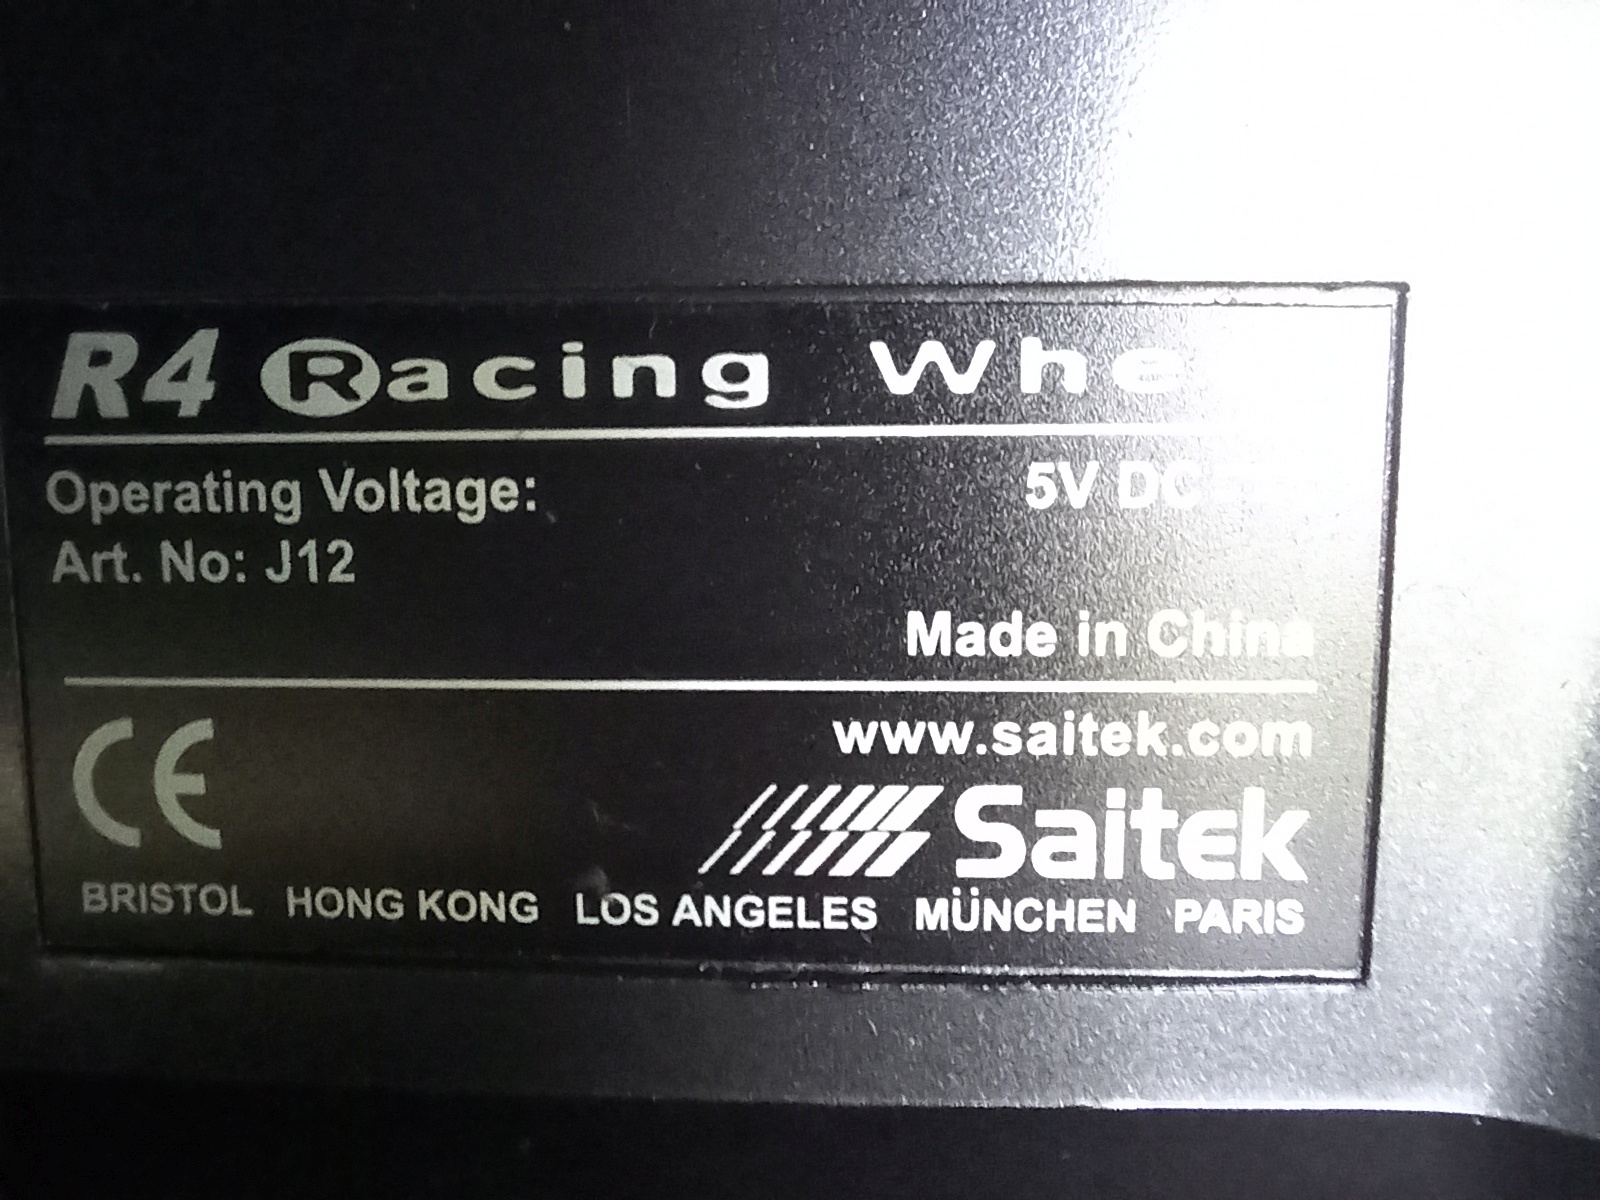 R4 Racing Whe
Operating Voltage: 5V DC
Art. No: J12
Made in China
www.saitek.com
CE
Saitek
BRISTOL HONG KONG LOS ANGELES MÜNCHEN PARIS